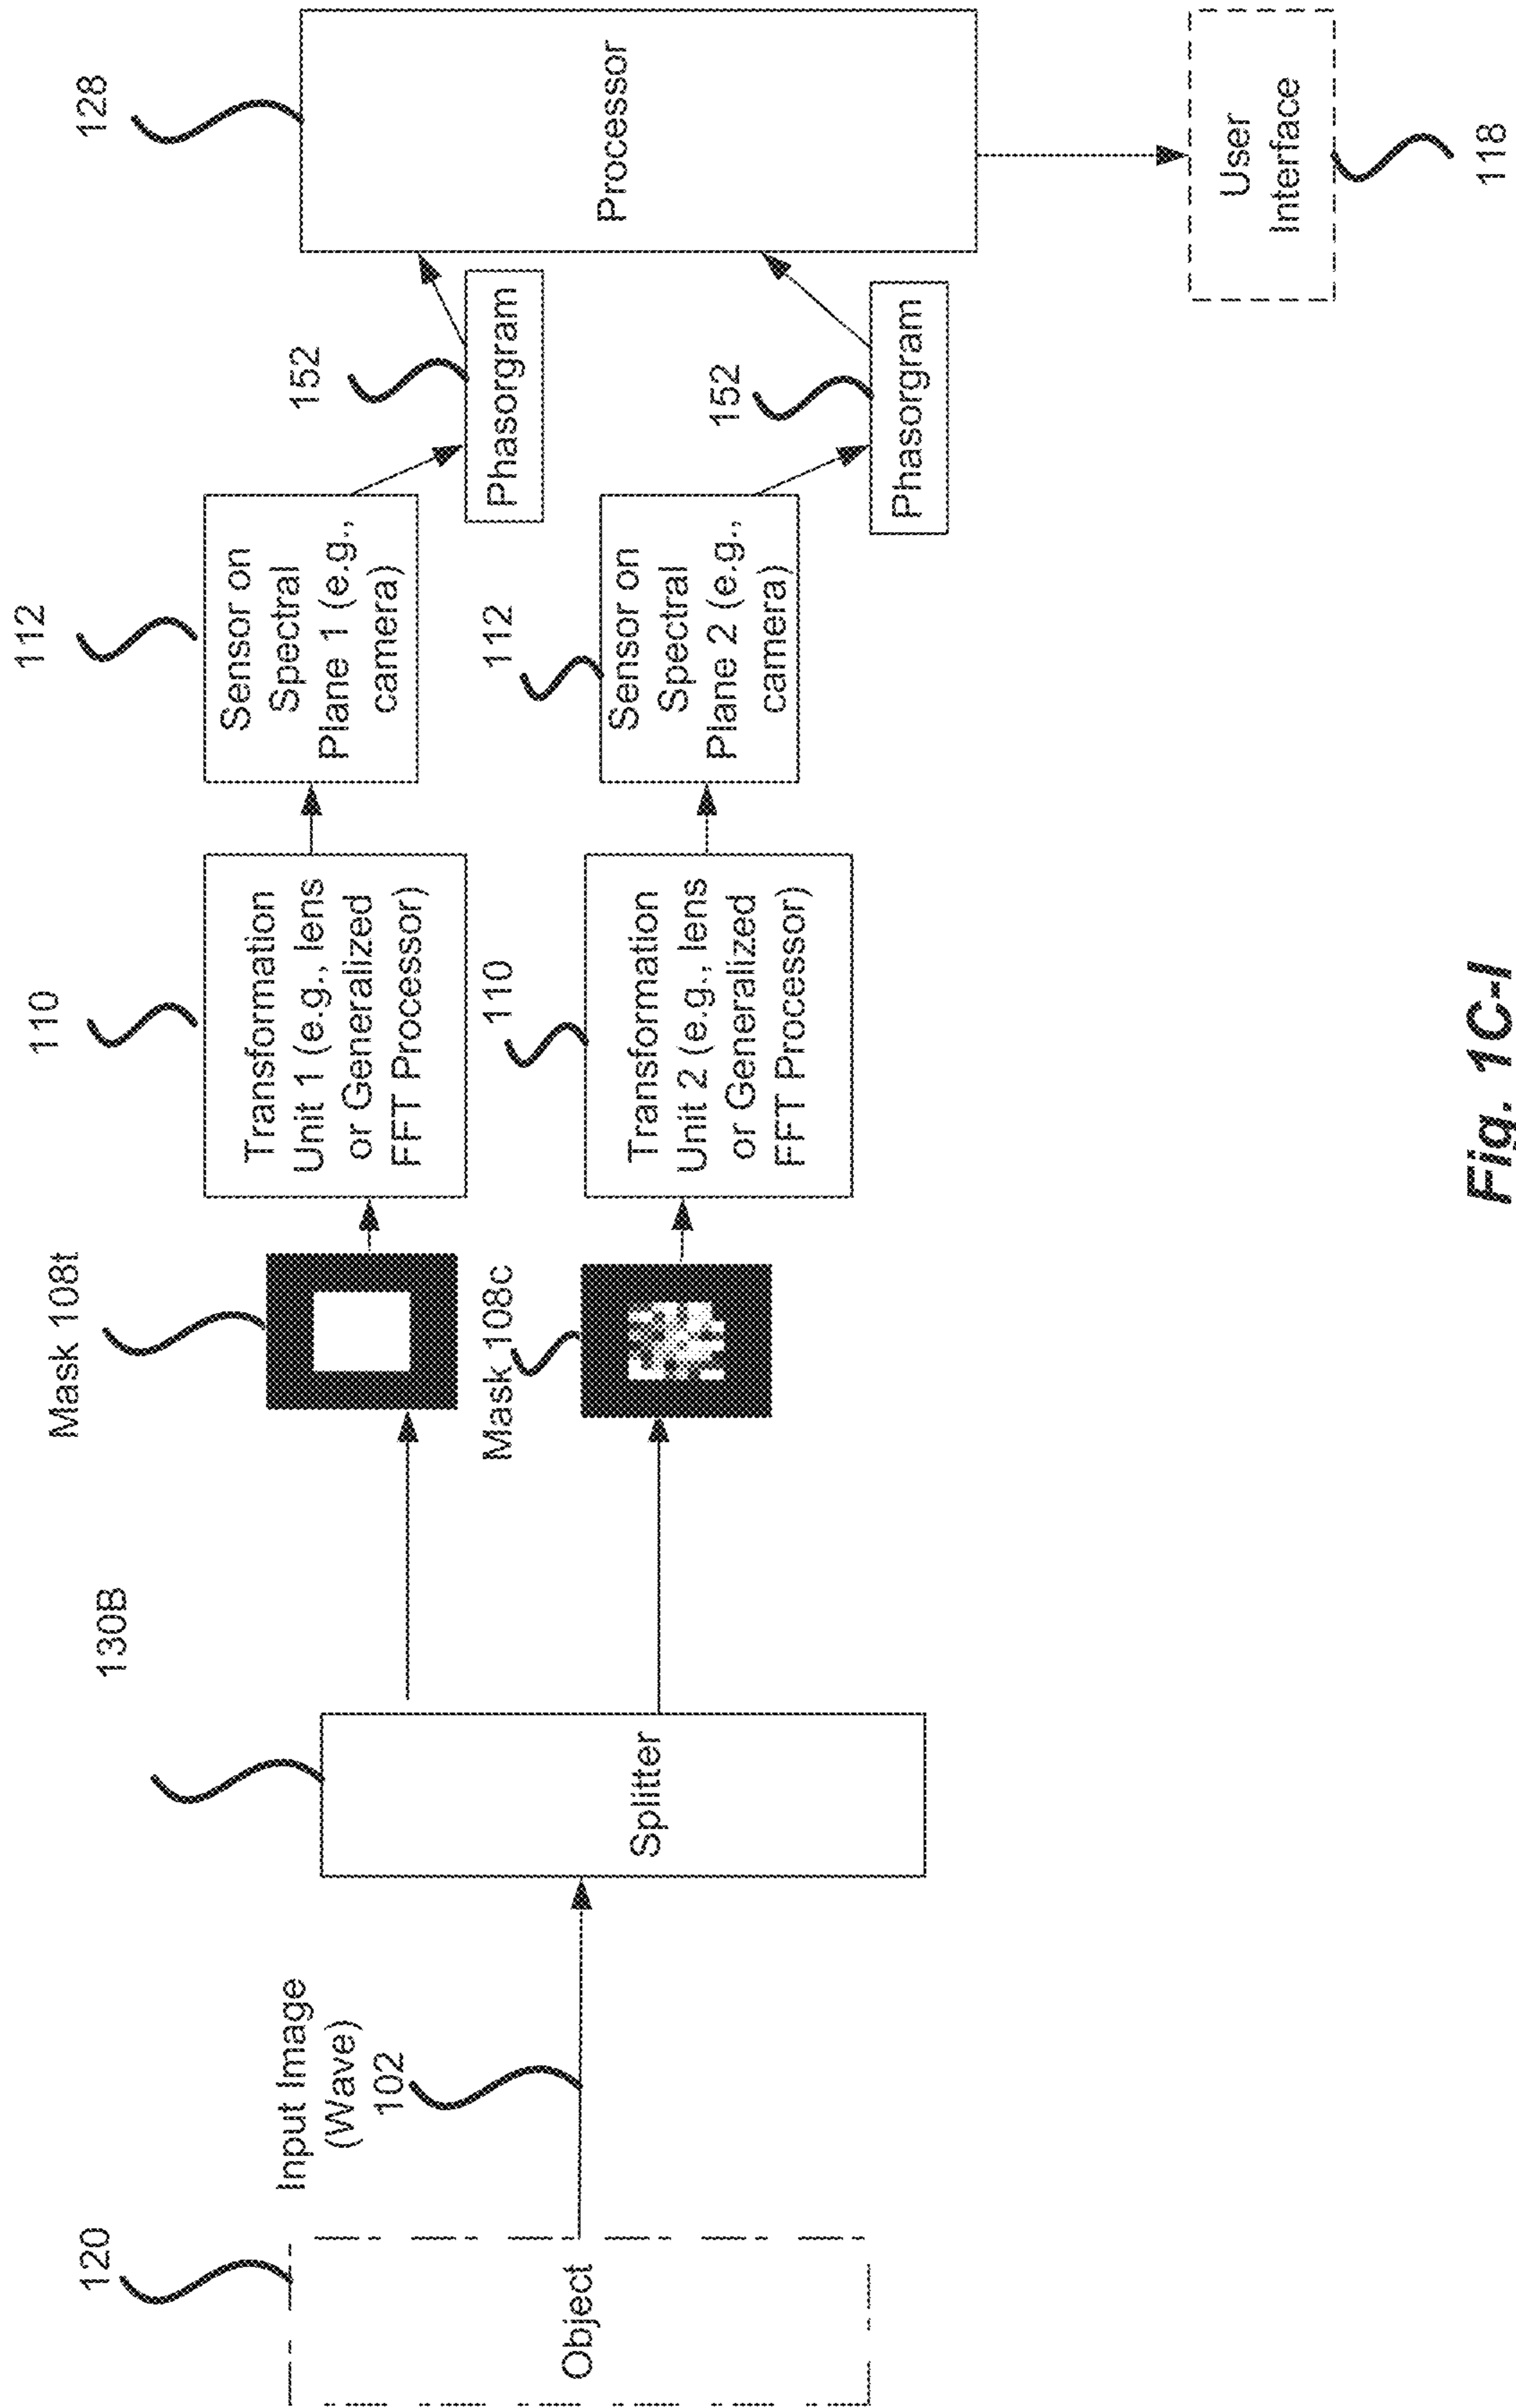 120
Object
Input Image
(Wave)
102
130B
Splitter
Mask 108t
Mask 108c
110
Transformation
Unit 1 (e.g., lens
or Generalized
FFT Processor)
110
Transformation
Unit 2 (e.g., lens
or Generalized
FFT Processor)
112
Sensor on
Spectral
Plane 1 (e.g.,
camera)
112
Sensor on
Spectral
Plane 2 (e.g.,
camera)
152
Phasorgram
152
Phasorgram
128
Processor
User
Interface
118
Fig. 1C-I